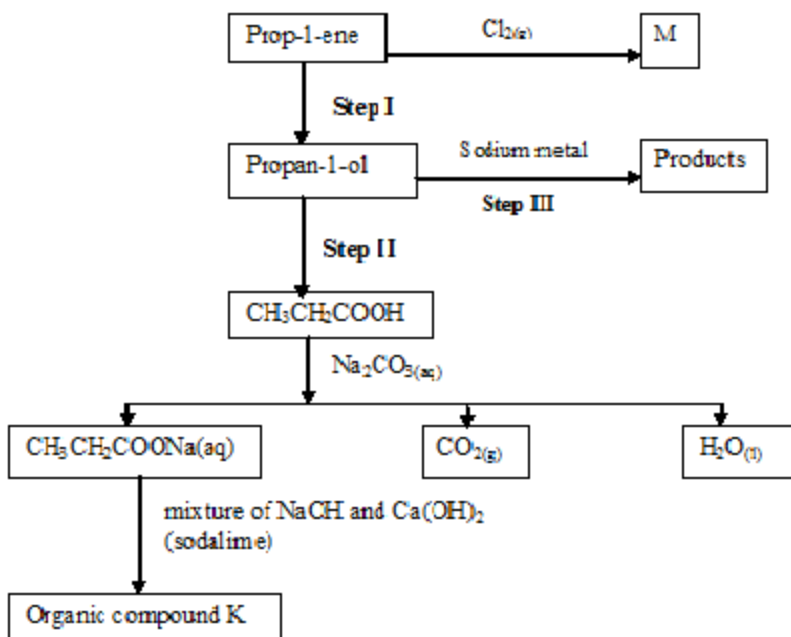 Prop-1-ene
Cl₂₍g₎
M
Step I
Propan-1-ol
Sodium metal
Products
Step III
Step II
CH₃CH₂COOH
Na₂CO₃(aq)
CH₃CH₂COONa(aq)
CO₂(g)
H₂O(l)
mixture of NaCH and Ca(OH)₂
(sodalime)
Organic compound K